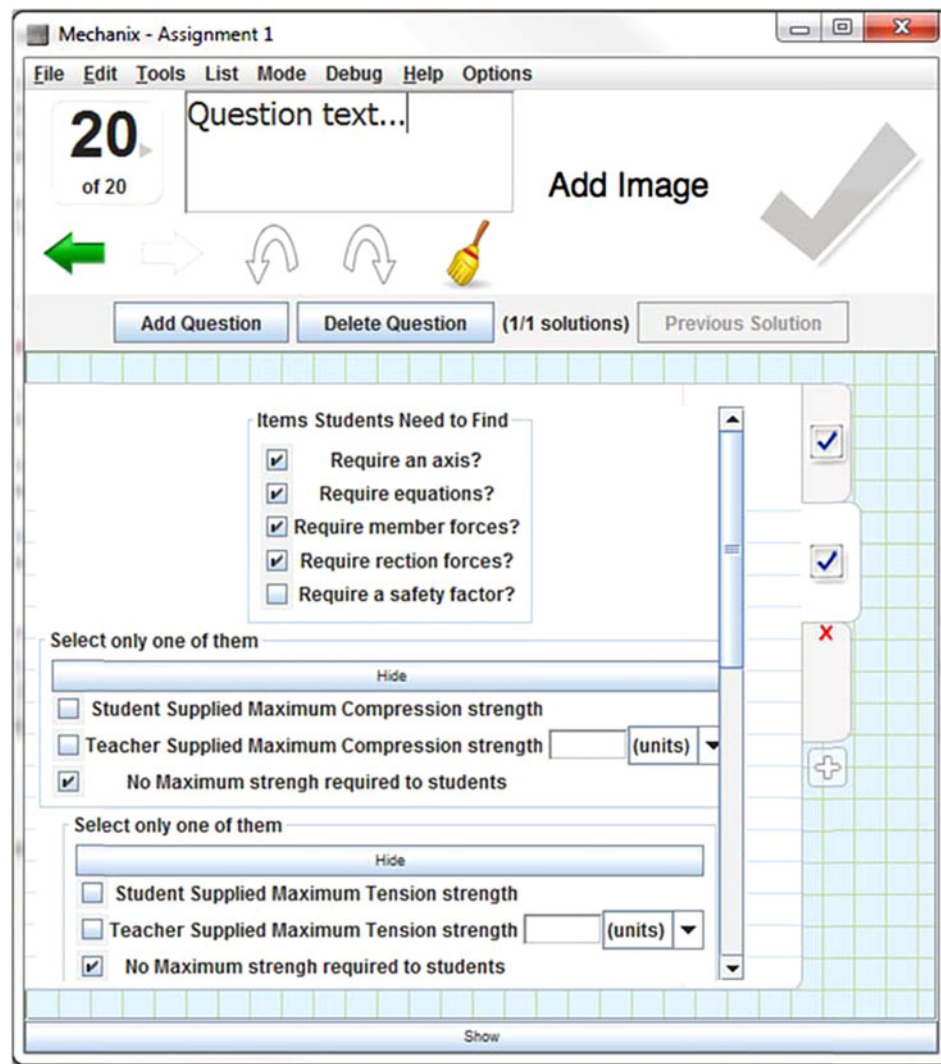 Mechanix - Assignment 1
File Edit Tools List Mode Debug Help Options
20
of 20
Question text...
Add Image
Add Question Delete Question (1/1 solutions) Previous Solution
Items Students Need to Find
Require an axis?
Require equations?
Require member forces?
Require rection forces?
Require a safety factor?
Select only one of them
Hide
Student Supplied Maximum Compression strength
Teacher Supplied Maximum Compression strength (units)
No Maximum strengh required to students
Select only one of them
Hide
Student Supplied Maximum Tension strength
Teacher Supplied Maximum Tension strength (units)
No Maximum strengh required to students
Show